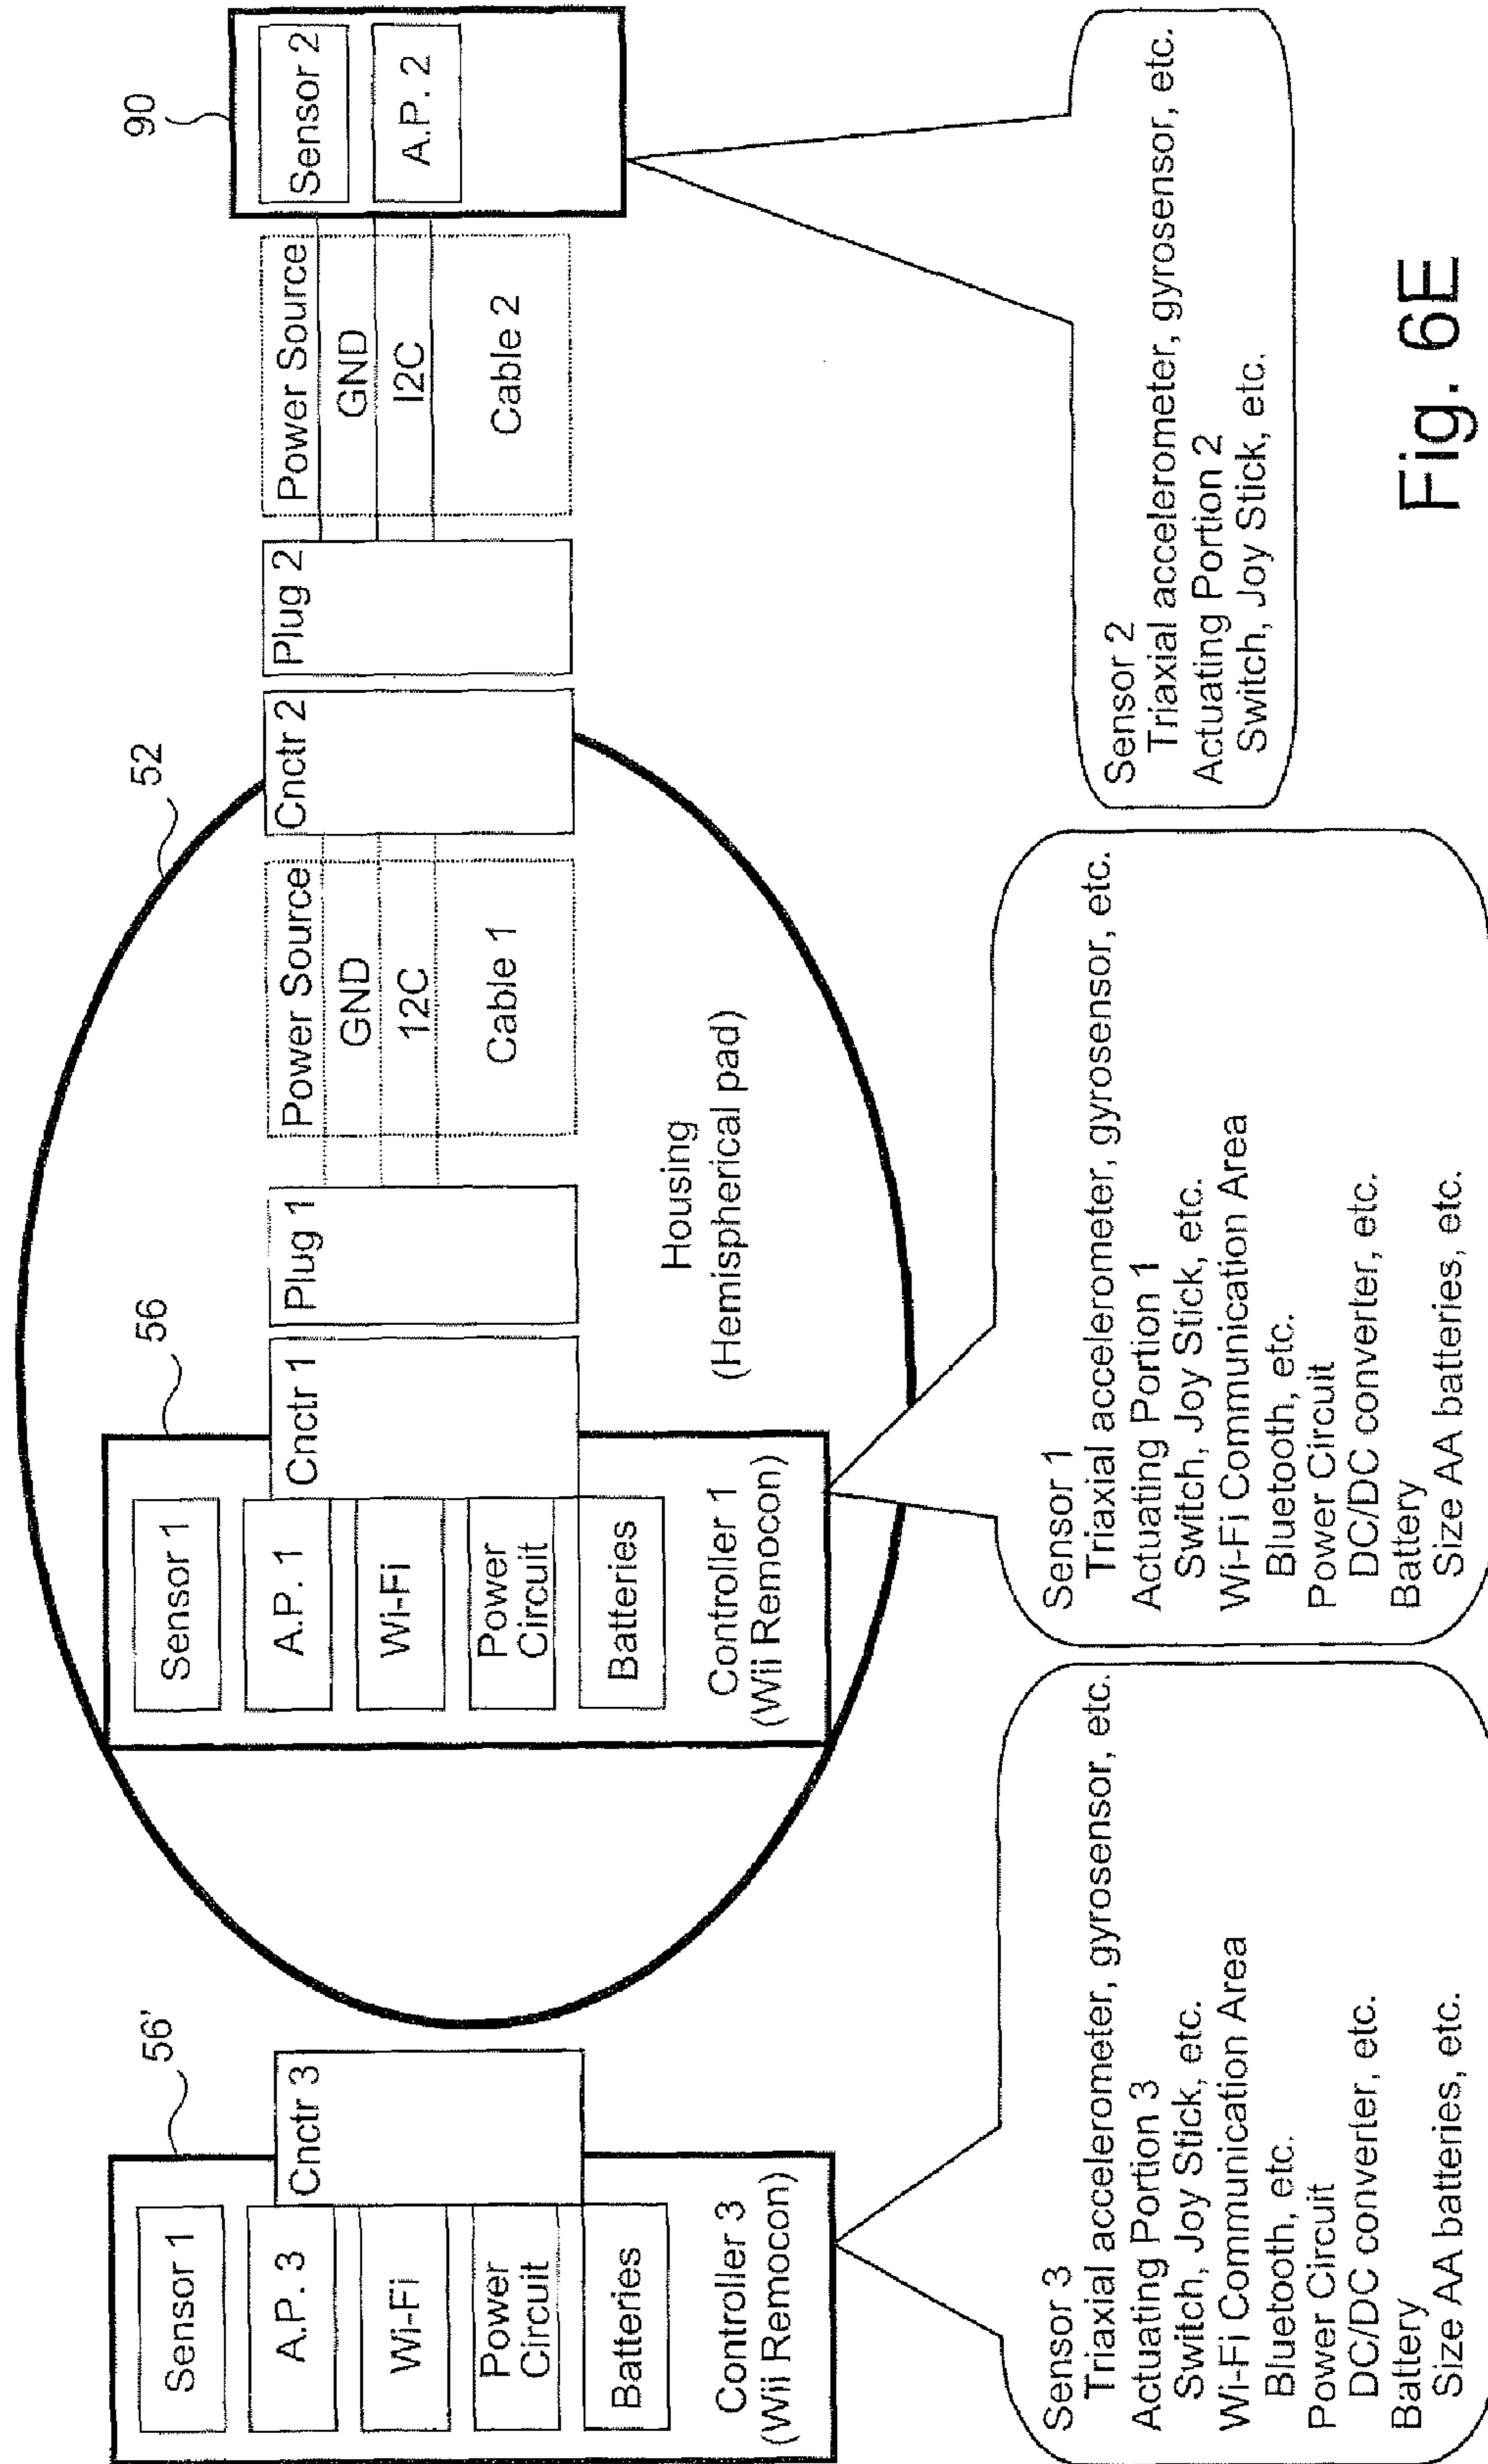 56'
Sensor 1
A.P. 3
Wi-Fi
Power
Circuit
Batteries
Cnctr 3
Controller 3
(Wii Remocon)
56
Sensor 1
A.P. 1
Wi-Fi
Power
Circuit
Batteries
Cnctr 1
Controller 1
(Wii Remocon)
Plug 1
Power Source
GND
12C
Cable 1
Housing
(Hemispherical pad)
52
Cnctr 2
Plug 2
Power Source
GND
I2C
Cable 2
90
Sensor 2
A.P. 2
Sensor 3
Triaxial accelerometer, gyrosensor, etc.
Actuating Portion 3
Switch, Joy Stick, etc.
Wi-Fi Communication Area
Bluetooth, etc.
Power Circuit
DC/DC converter, etc.
Battery
Size AA batteries, etc.
Sensor 1
Triaxial accelerometer, gyrosensor, etc.
Actuating Portion 1
Switch, Joy Stick, etc.
Wi-Fi Communication Area
Bluetooth, etc.
Power Circuit
DC/DC converter, etc.
Battery
Size AA batteries, etc.
Sensor 2
Triaxial accelerometer, gyrosensor, etc.
Actuating Portion 2
Switch, Joy Stick, etc.
Fig. 6E